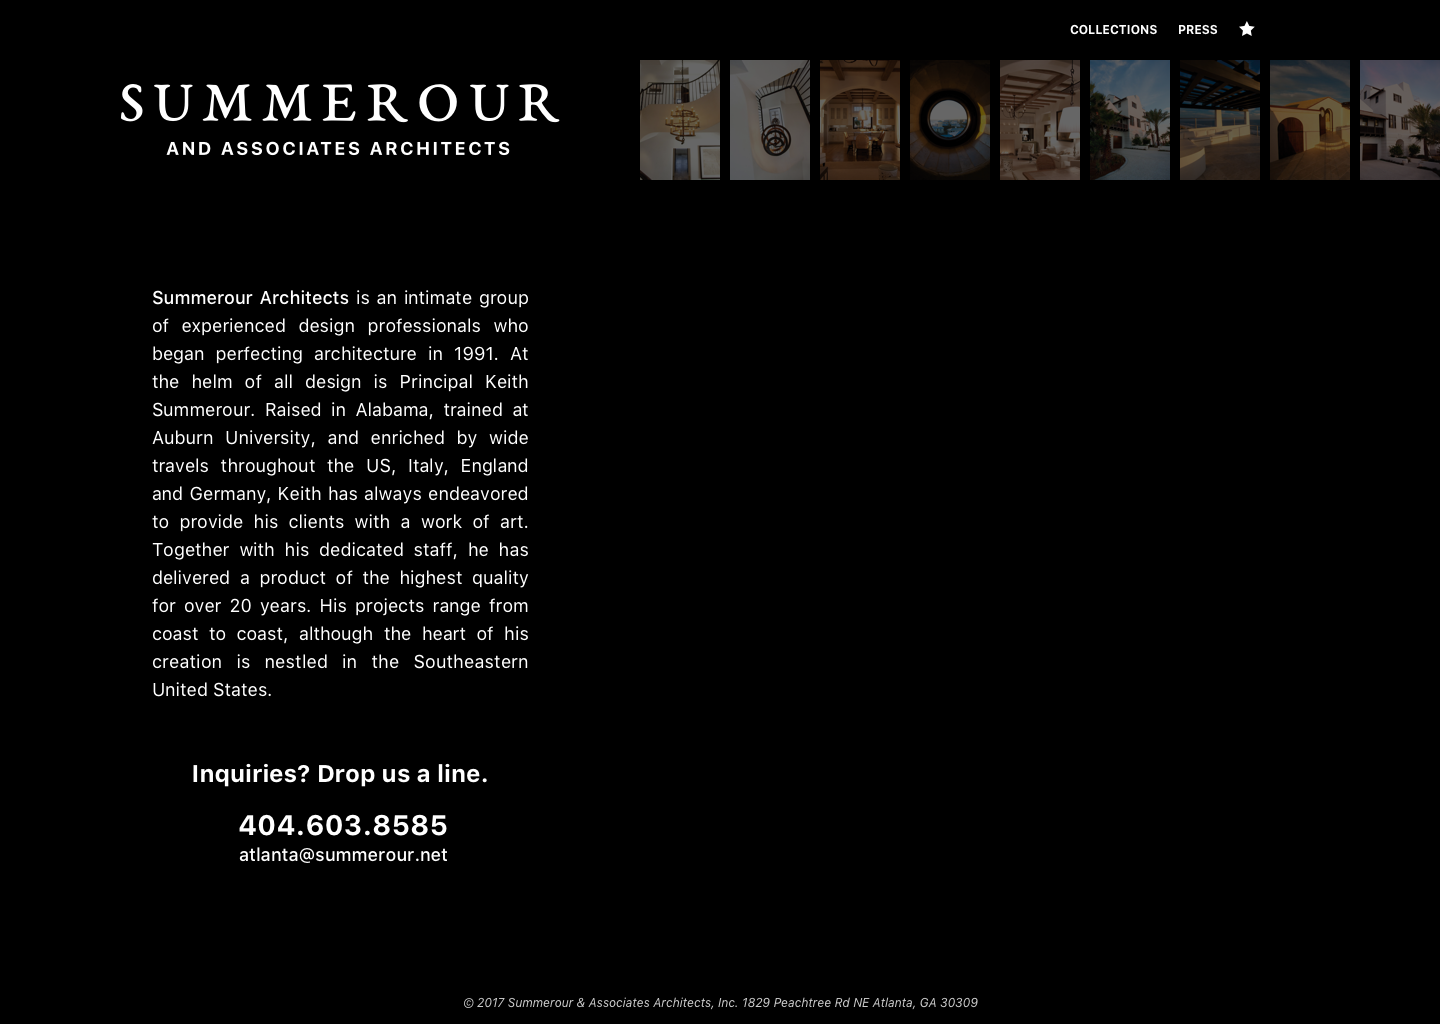 COLLECTIONS PRESS
SUMMEROUR
AND ASSOCIATES ARCHITECTS
Summerour Architects is an intimate group
of experienced design professionals who
began perfecting architecture in 1991. At
the helm of all design is Principal Keith
Summerour. Raised in Alabama, trained at
Auburn University, and enriched by wide
travels throughout the US, Italy, England
and Germany, Keith has always endeavored
to provide his clients with a work of art.
Together with his dedicated staff, he has
delivered a product of the highest quality
for over 20 years. His projects range from
coast to coast, although the heart of his
creation is nestled in the Southeastern
United States.
Inquiries? Drop us a line.
404.603.8585
atlanta@summerour.net
© 2017 Summerour & Associates Architects, Inc. 1829 Peachtree Rd NE Atlanta, GA 30309